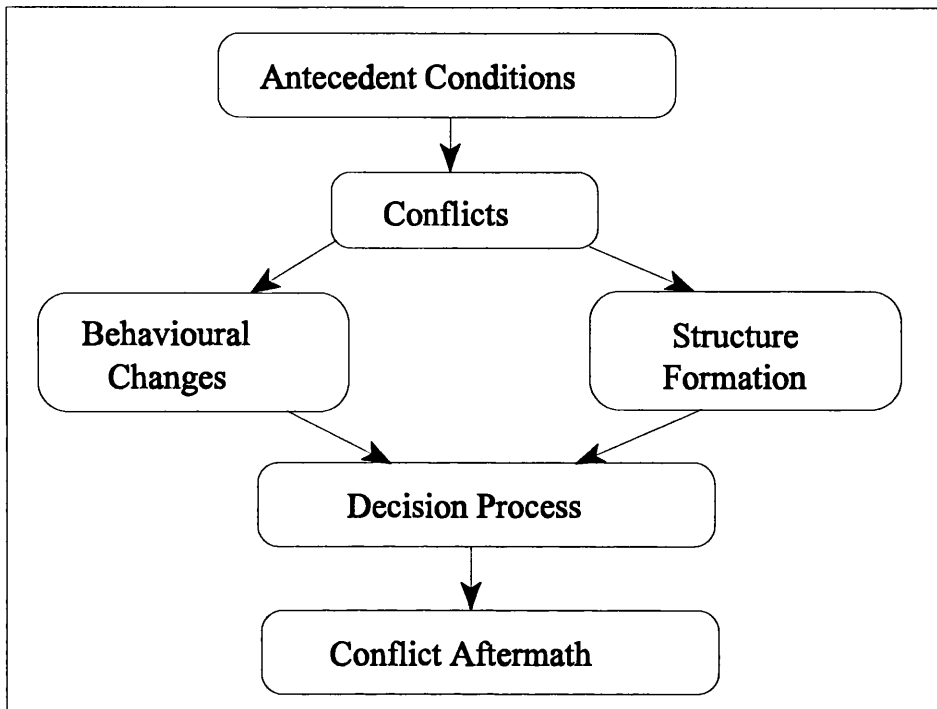 Antecedent Conditions
Conflicts
Behavioural
Changes
Structure
Formation
Decision Process
Conflict Aftermath